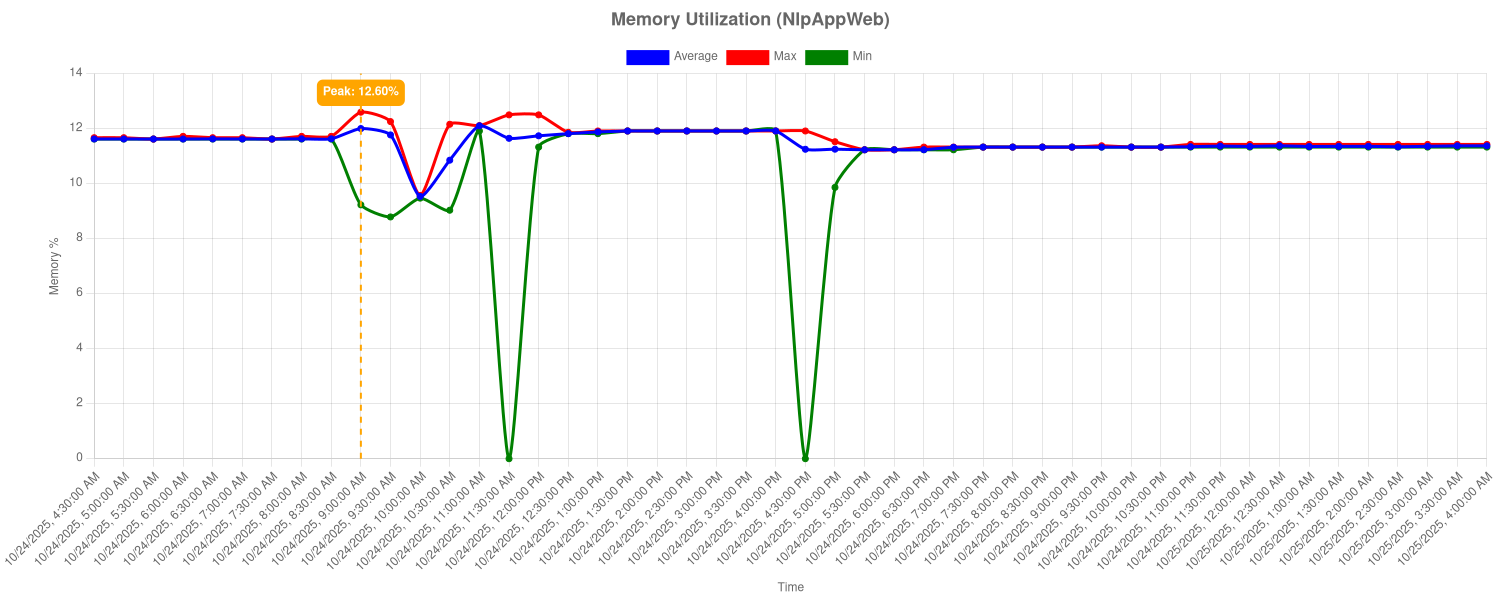 Memory Utilization (NlpAppWeb)
Average Max Min
Peak: 12.60%
14
12
10
8
6
4
2
0
Memory %
10/24/2025, 4:30:00 AM
10/24/2025, 5:00:00 AM
10/24/2025, 5:30:00 AM
10/24/2025, 6:00:00 AM
10/24/2025, 6:30:00 AM
10/24/2025, 7:00:00 AM
10/24/2025, 7:30:00 AM
10/24/2025, 8:00:00 AM
10/24/2025, 8:30:00 AM
10/24/2025, 9:00:00 AM
10/24/2025, 9:30:00 AM
10/24/2025, 10:00:00 AM
10/24/2025, 10:30:00 AM
10/24/2025, 11:00:00 AM
10/24/2025, 11:30:00 AM
10/24/2025, 12:00:00 PM
10/24/2025, 12:30:00 PM
10/24/2025, 1:00:00 PM
10/24/2025, 1:30:00 PM
10/24/2025, 2:00:00 PM
10/24/2025, 2:30:00 PM
10/24/2025, 3:00:00 PM
10/24/2025, 3:30:00 PM
10/24/2025, 4:00:00 PM
10/24/2025, 4:30:00 PM
10/24/2025, 5:00:00 PM
10/24/2025, 5:30:00 PM
10/24/2025, 6:00:00 PM
10/24/2025, 6:30:00 PM
10/24/2025, 7:00:00 PM
10/24/2025, 7:30:00 PM
10/24/2025, 8:00:00 PM
10/24/2025, 8:30:00 PM
10/24/2025, 9:00:00 PM
10/24/2025, 9:30:00 PM
10/24/2025, 10:00:00 PM
10/24/2025, 10:30:00 PM
10/24/2025, 11:00:00 PM
10/24/2025, 11:30:00 PM
10/25/2025, 12:00:00 AM
10/25/2025, 12:30:00 AM
10/25/2025, 1:00:00 AM
10/25/2025, 1:30:00 AM
10/25/2025, 2:00:00 AM
10/25/2025, 2:30:00 AM
10/25/2025, 3:00:00 AM
10/25/2025, 3:30:00 AM
10/25/2025, 4:00:00 AM
Time